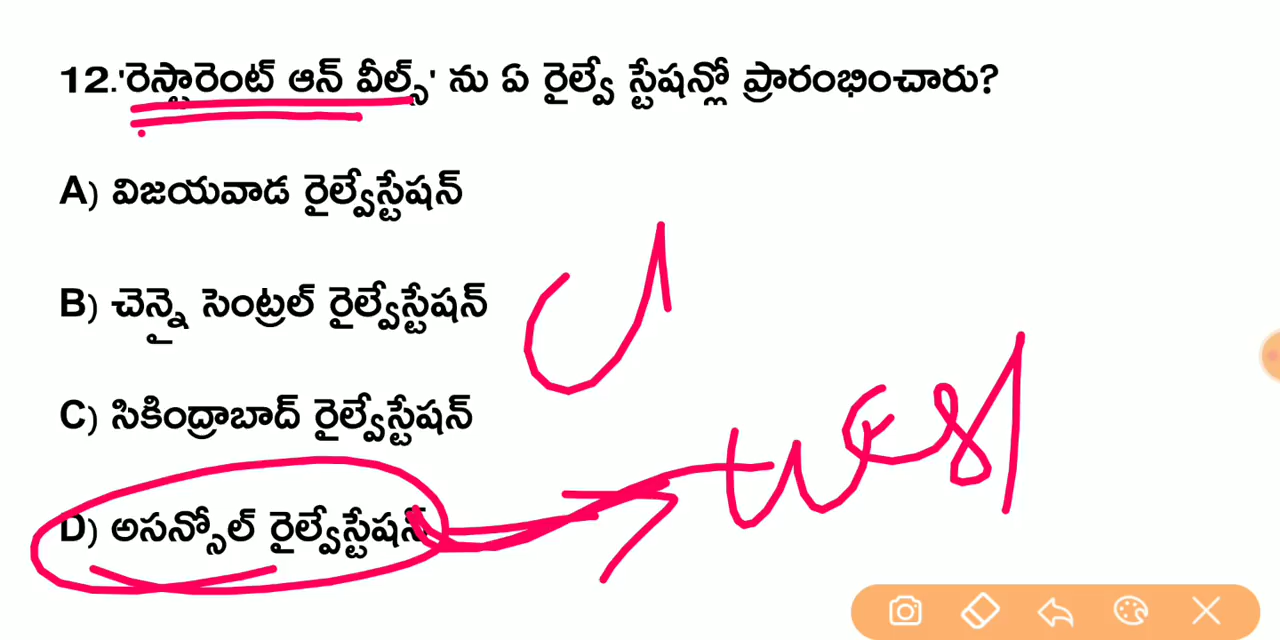 12.'రెస్టారెంట్ ఆన్ వీల్స్' ను ఏ రైల్వే స్టేషన్లో ప్రారంభించారు?
A) విజయవాడ రైల్వేస్టేషన్
B) చెన్నై సెంట్రల్ రైల్వేస్టేషన్
C) సికింద్రాబాద్ రైల్వేస్టేషన్
D) అసన్సోల్ రైల్వేస్టేషన్